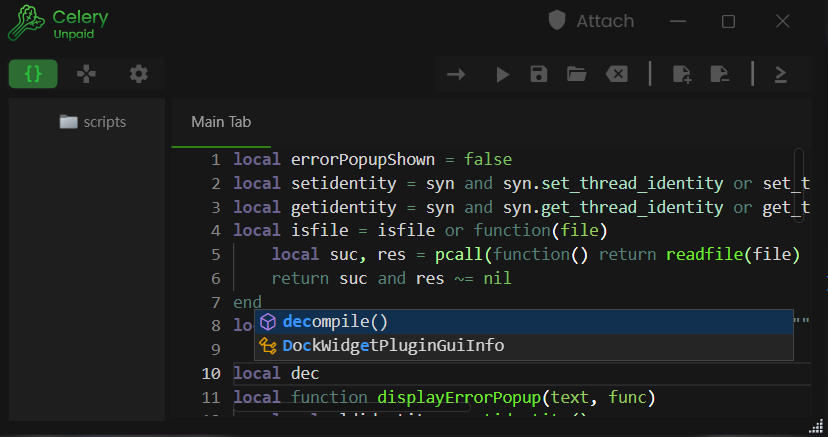 Celery
Unpaid
Attach
{}
scripts
Main Tab
1 local errorPopupShown = false
2 local setidentity = syn and syn.set_thread_identity or set_t
3 local getidentity = syn and syn.get_thread_identity or get_t
4 local isfile = isfile or function(file)
5 local suc, res = pcall(function() return readfile(file)
6 return suc and res ~= nil
7 end
8 lo
decompile()
""
9
DockWidgetPluginGuiInfo
10 local dec
11 local function displayErrorPopup(text, func)